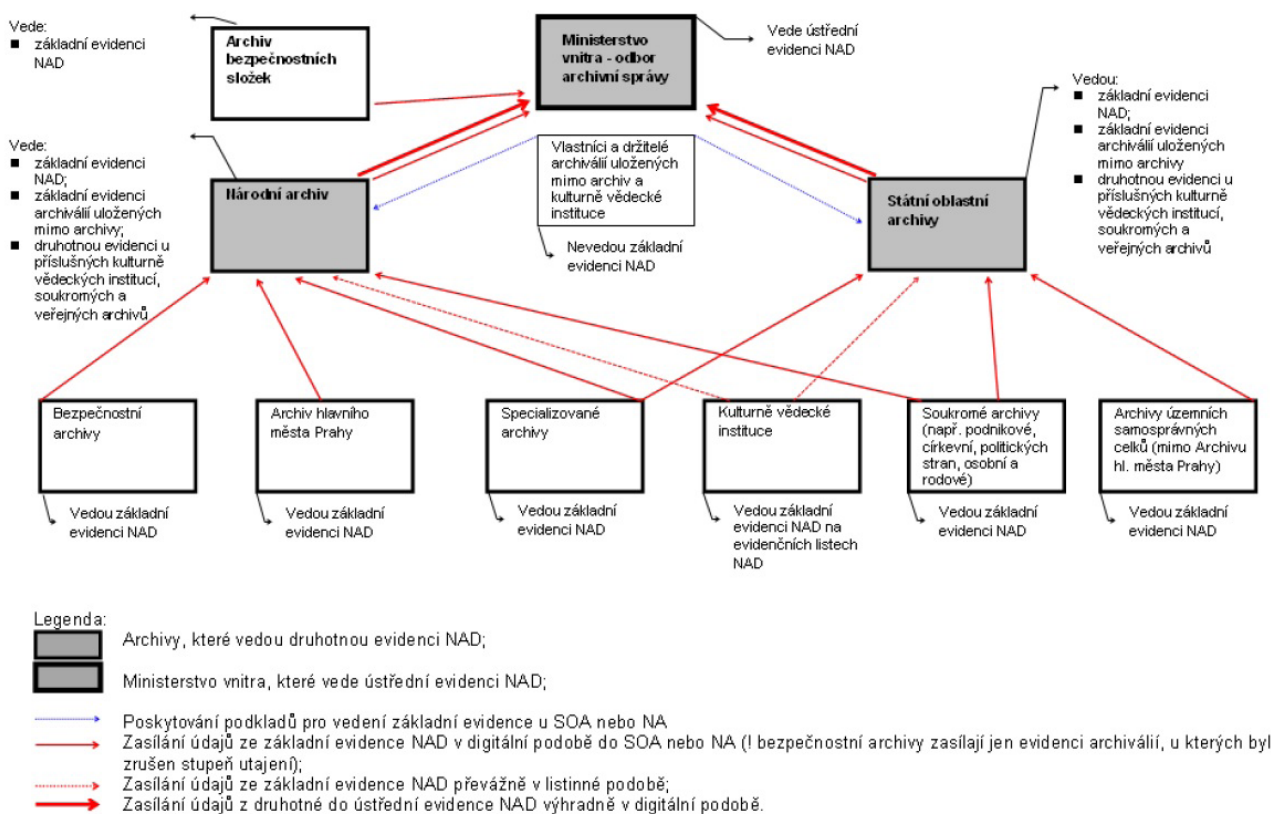 Vede:
■ základní evidenci
NAD
Archiv
bezpečnostních
složek
Ministerstvo
vnitra - odbor
archivní správy
Vede ústřední
evidenci NAD
Vedou:
■ základní evidenci
NAD;
■ základní evidenci
archiválií uložených
mimo archivy
■ druhotnou evidenci u
příslušných kulturně
vědeckých institucí,
soukromých a
veřejných archivů
Vede:
■ základní evidenci
NAD;
■ základní evidenci
archiválií uložených
mimo archivy;
■ druhotnou evidenci u
příslušných kulturně
vědeckých institucí,
soukromých a
veřejných archivů
Národní archiv
Vlastníci a držitelé
archiválií uložených
mimo archiv a
kulturně vědecké
instituce
Nevedou základní
evidenci NAD
Státní oblastní
archivy
Bezpečnostní
archivy
Archiv hlavního
města Prahy
Specializované
archivy
Kulturně vědecké
instituce
Soukromé archivy
(např. podnikové,
církevní, politických
stran, osobní a
rodové)
Archivy územních
samosprávných
celků (mimo Archivu
hl. města Prahy)
Vedou základní
evidenci NAD
Vedou základní
evidenci NAD
Vedou základní
evidenci NAD
Vedou základní
evidenci NAD na
evidenčních listech
NAD
Vedou základní
evidenci NAD
Vedou základní
evidenci NAD
Legenda:
Archivy, které vedou druhotnou evidenci NAD;
Ministerstvo vnitra, které vede ústřední evidenci NAD;
Poskytování podkladů pro vedení základní evidence u SOA nebo NA
Zasílání údajů ze základní evidence NAD v digitální podobě do SOA nebo NA (! bezpečnostní archivy zasílají jen evidenci archiválií, u kterých byl
zrušen stupeň utajení);
Zasílání údajů ze základní evidence NAD převážně v listinné podobě;
Zasílání údajů z druhotné do ústřední evidence NAD výhradně v digitální podobě.